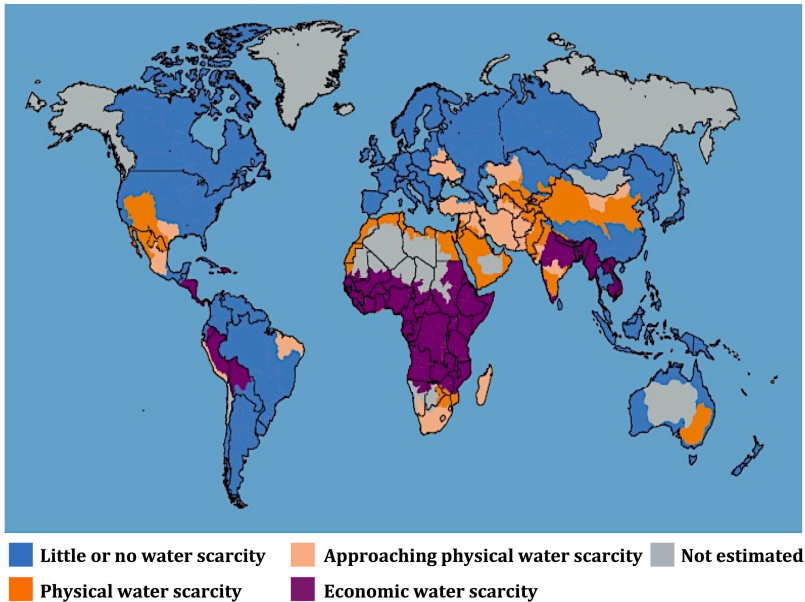 Little or no water scarcity
Approaching physical water scarcity
Not estimated
Physical water scarcity
Economic water scarcity